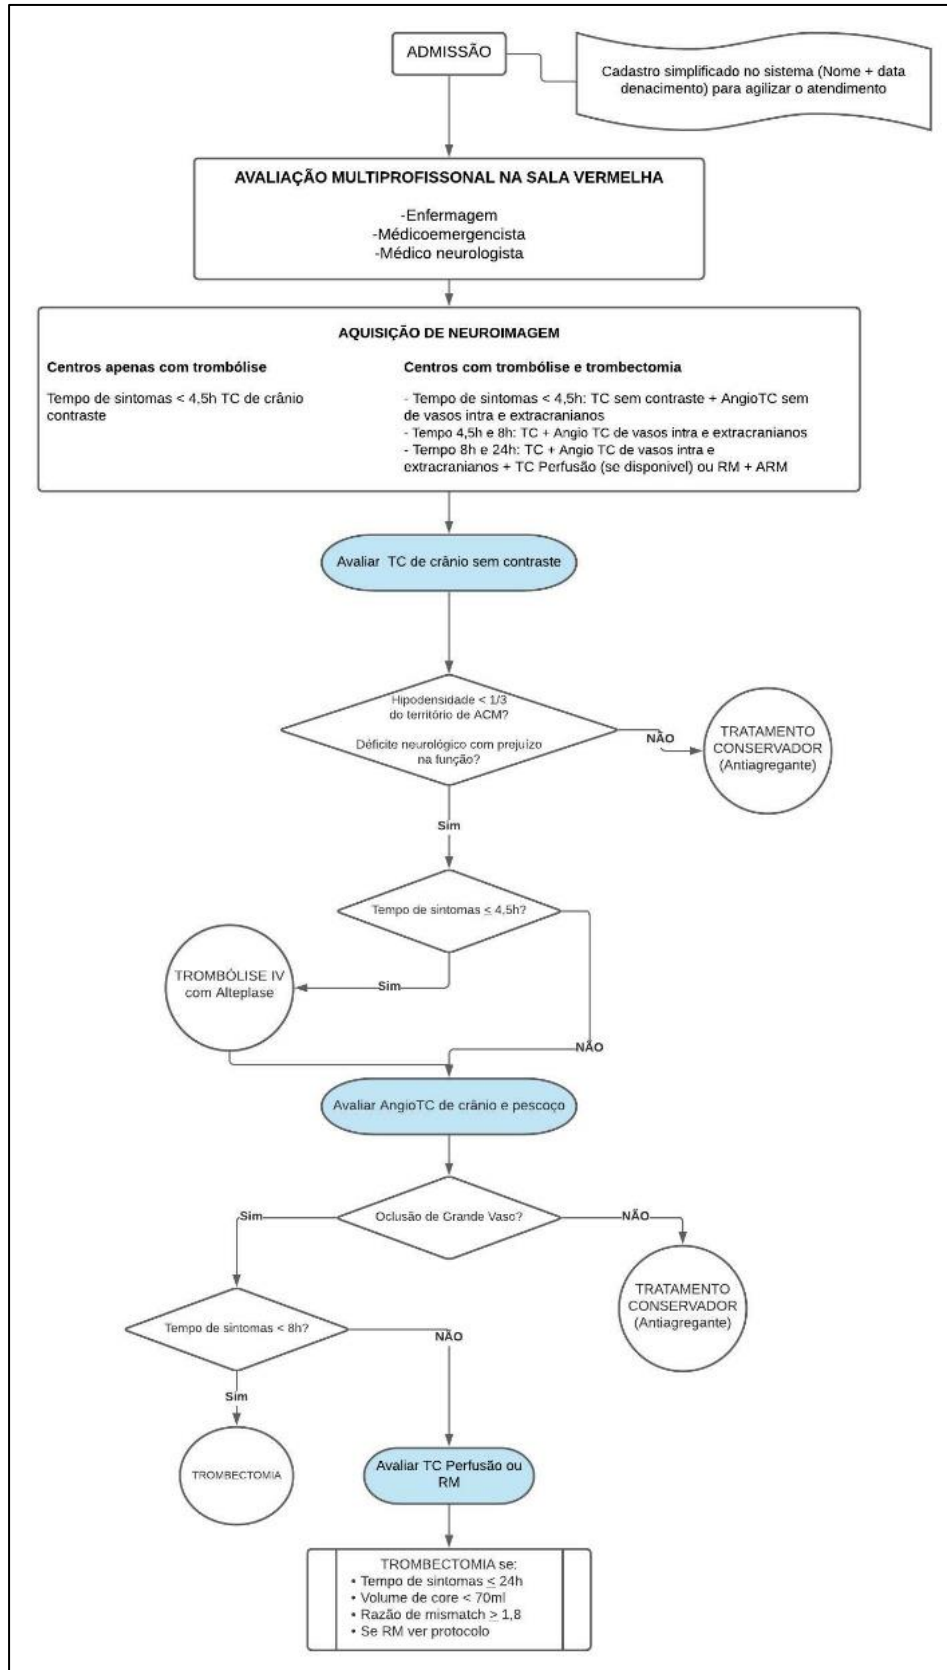 ADMISSÃO
Cadastro simplificado no sistema (Nome + data
denacimento) para agilizar o atendimento
AVALIAÇÃO MULTIPROFISSONAL NA SALA VERMELHA
-Enfermagem
-Médicoemergencista
-Médico neurologista
AQUISIÇÃO DE NEUROIMAGEM
Centros apenas com trombólise
Tempo de sintomas < 4,5h TC de crânio
contraste
Centros com trombólise e trombectomia
- Tempo de sintomas < 4,5h: TC sem contraste + AngioTC sem
de vasos intra e extracranianos
- Tempo 4,5h e 8h: TC + Angio TC de vasos intra e extracranianos
- Tempo 8h e 24h: TC + Angio TC de vasos intra e
extracranianos + TC Perfusão (se disponivel) ou RM + ARM
Avaliar TC de crânio sem contraste
Hipodensidade < 1/3
do território de ACM?
Déficite neurológico com prejuízo
na função?
NÃO
TRATAMENTO
CONSERVADOR
(Antiagregante)
Sim
Tempo de sintomas ≤ 4,5h?
TROMBÓLISE IV
com Alteplase
Sim
NÃO
Avaliar AngioTC de crânio e pescoço
Sim
Oclusão de Grande Vaso?
NÃO
TRATAMENTO
CONSERVADOR
(Antiagregante)
Tempo de sintomas < 8h?
NÃO
Sim
TROMBECTOMIA
Avaliar TC Perfusão ou
RM
TROMBECTOMIA se:
• Tempo de sintomas ≤ 24h
• Volume de core < 70ml
• Razão de mismatch ≥ 1,8
• Se RM ver protocolo